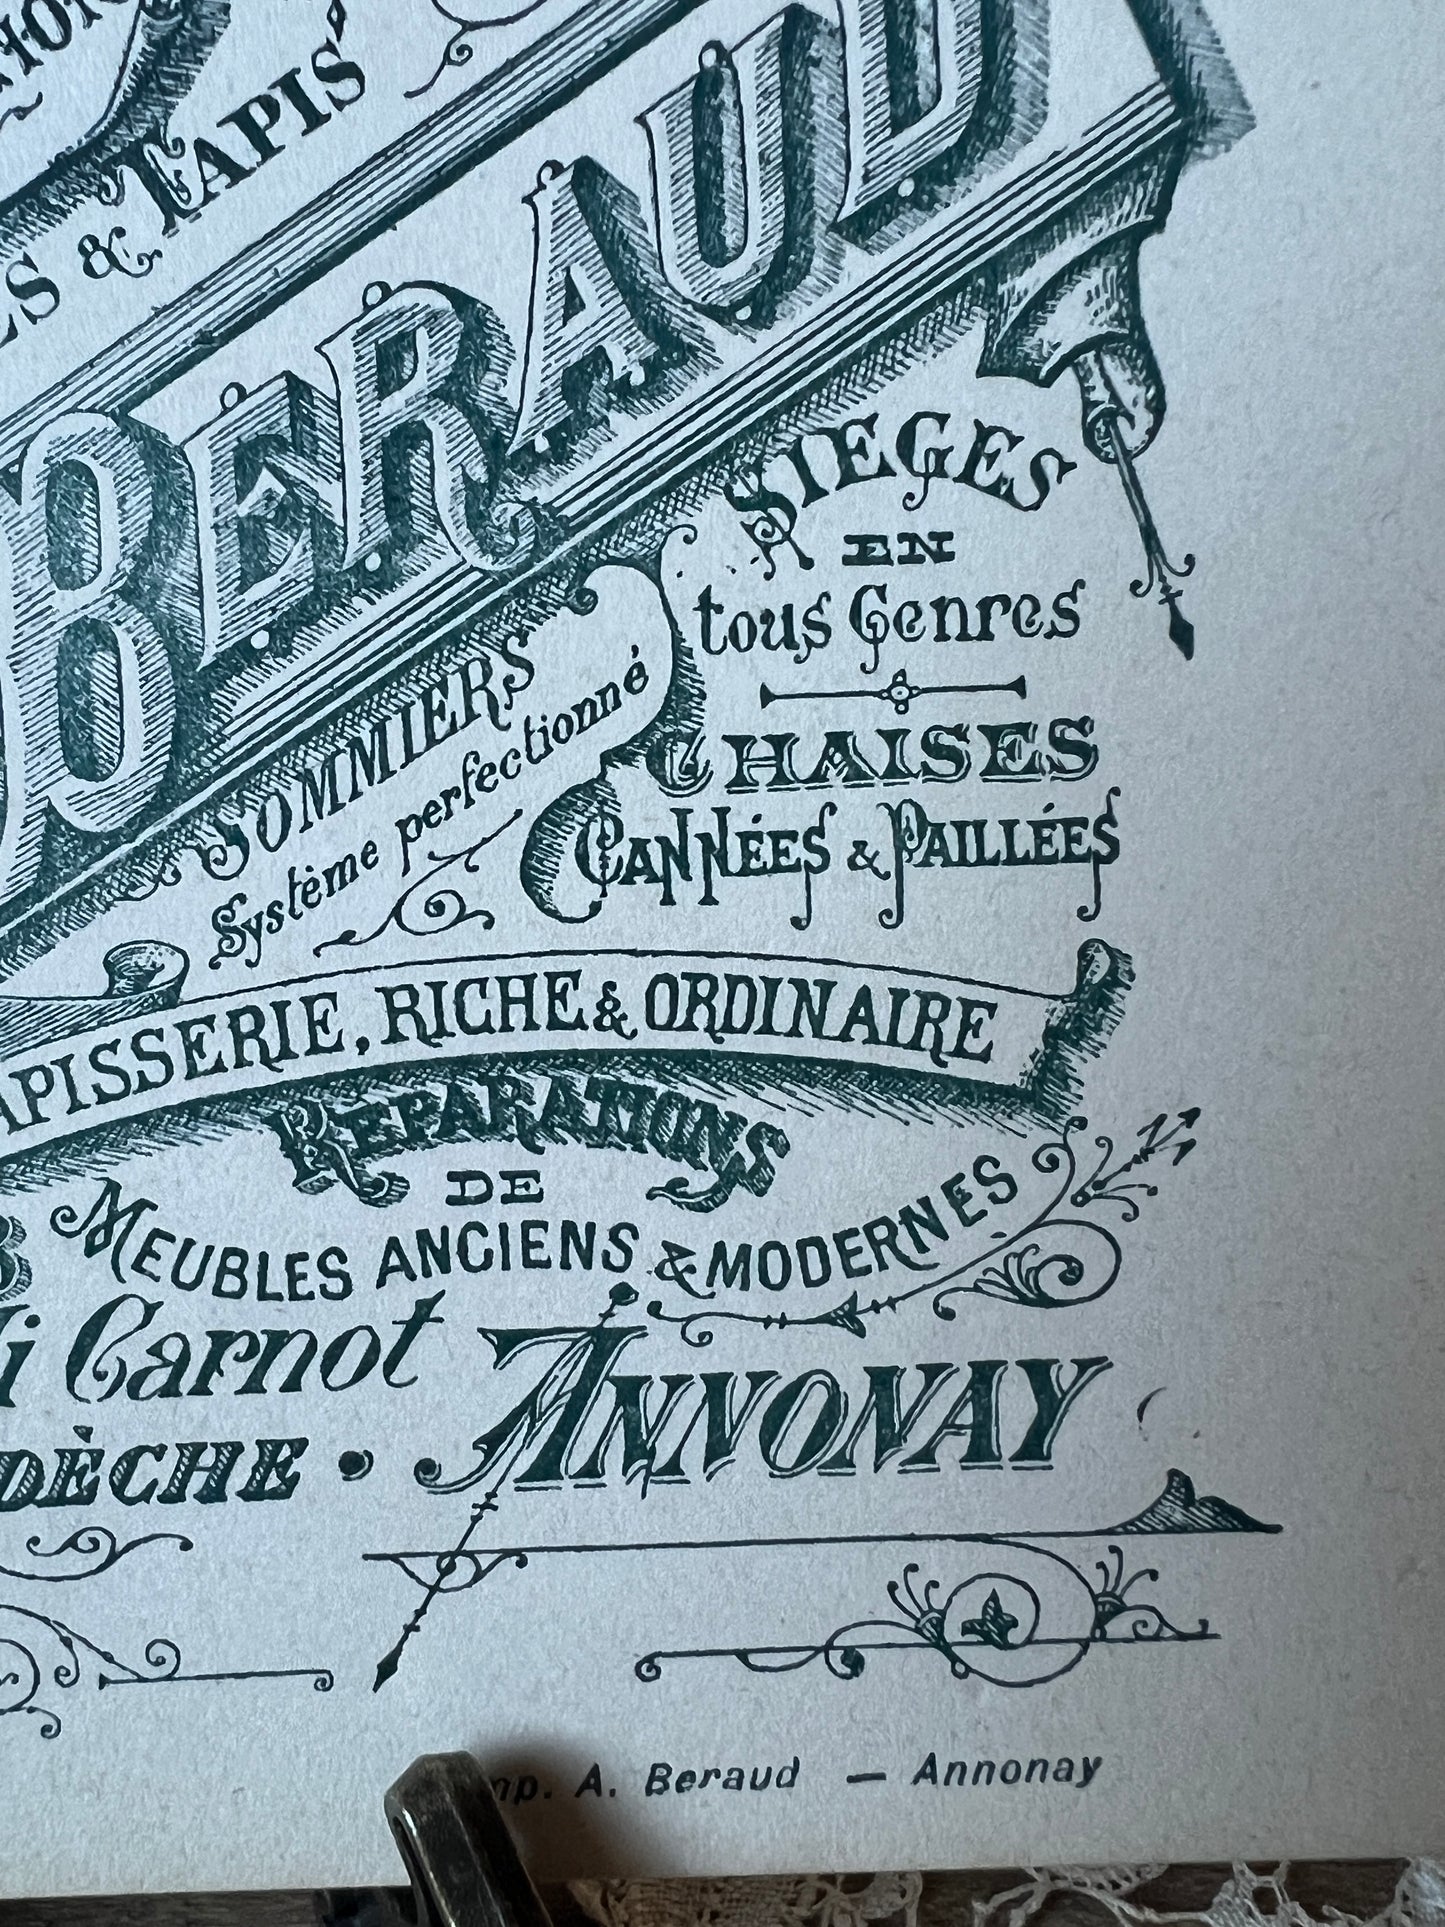 & TAPIS
BERAUD
SIEGES
EN
tous Genres
SOMMIERS
Système perfectionné
CHAISES
CANNÉES & PAILLÉES
APISSERIE, RICHE & ORDINAIRE
REPARATIONS
DE
MEUBLES ANCIENS & MODERNES
i Carnot
DÈCHE • ANNONAY
mp. A. Beraud — Annonay